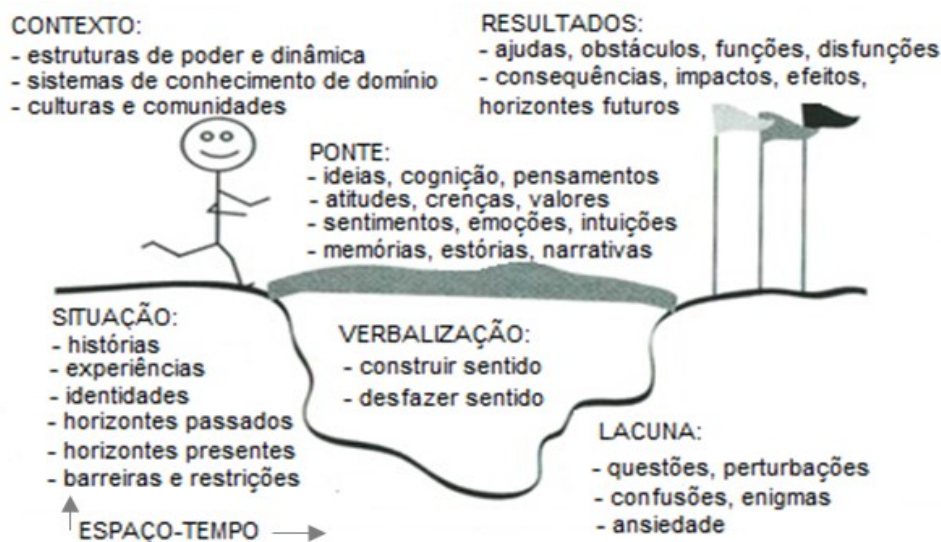 CONTEXTO:
- estruturas de poder e dinâmica
- sistemas de conhecimento de domínio
- culturas e comunidades
RESULTADOS:
- ajudas, obstáculos, funções, disfunções
- consequências, impactos, efeitos,
horizontes futuros
PONTE:
- ideias, cognição, pensamentos
- atitudes, crenças, valores
- sentimentos, emoções, intuições
- memórias, estórias, narrativas
SITUAÇÃO:
- histórias
- experiências
- identidades
- horizontes passados
- horizontes presentes
- barreiras e restrições
VERBALIZAÇÃO:
- construir sentido
- desfazer sentido
LACUNA:
- questões, perturbações
- confusões, enigmas
- ansiedade
ESPAÇO-TEMPO